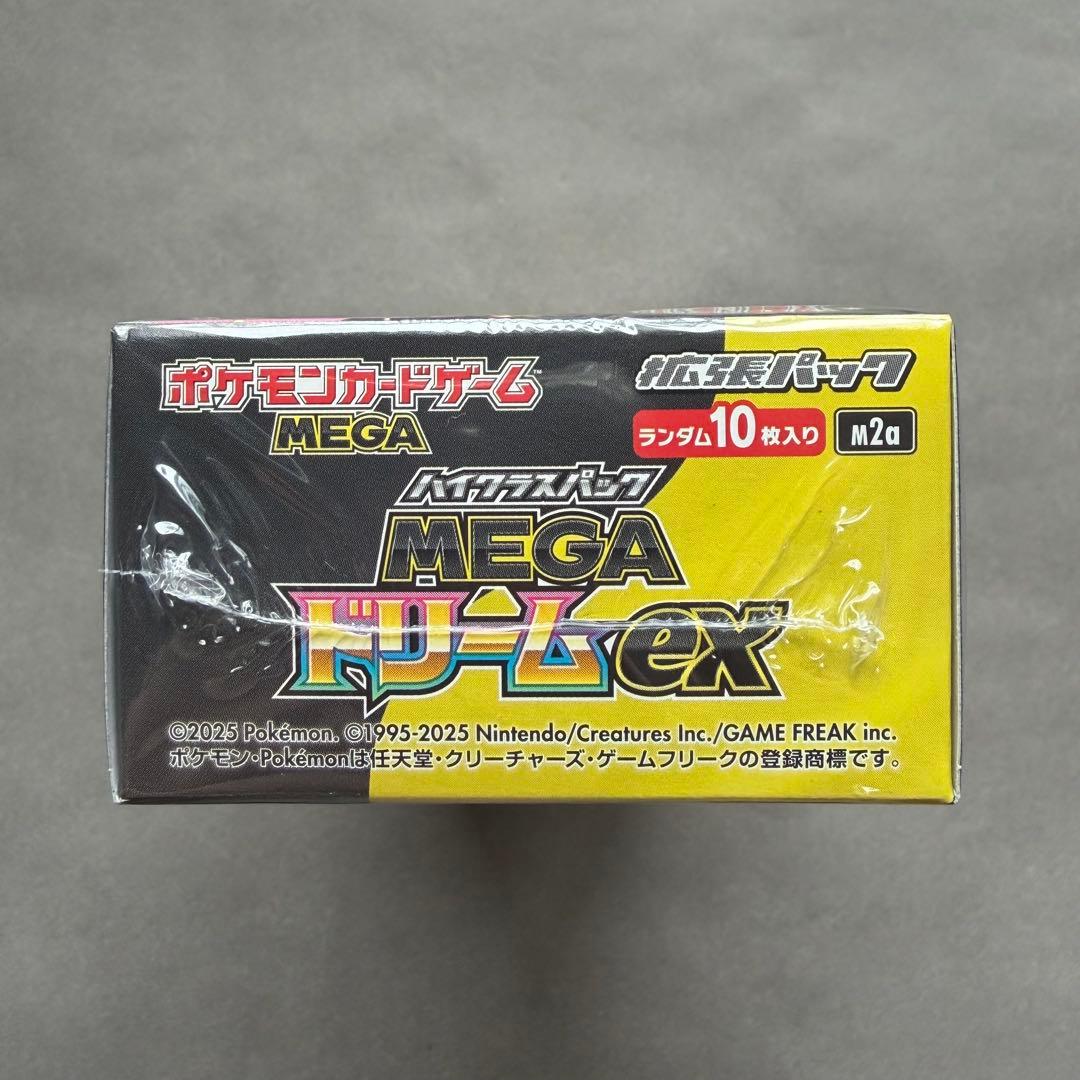 ポケモンカードゲーム™
MEGA
拡張パック
ランダム10枚入り
M2a
ハイクラスパック
MEGA
ドリームex
©2025 Pokémon. ©1995-2025 Nintendo/Creatures Inc./GAME FREAK inc.
ポケモン・Pokémonは任天堂・クリーチャーズ・ゲームフリークの登録商標です。